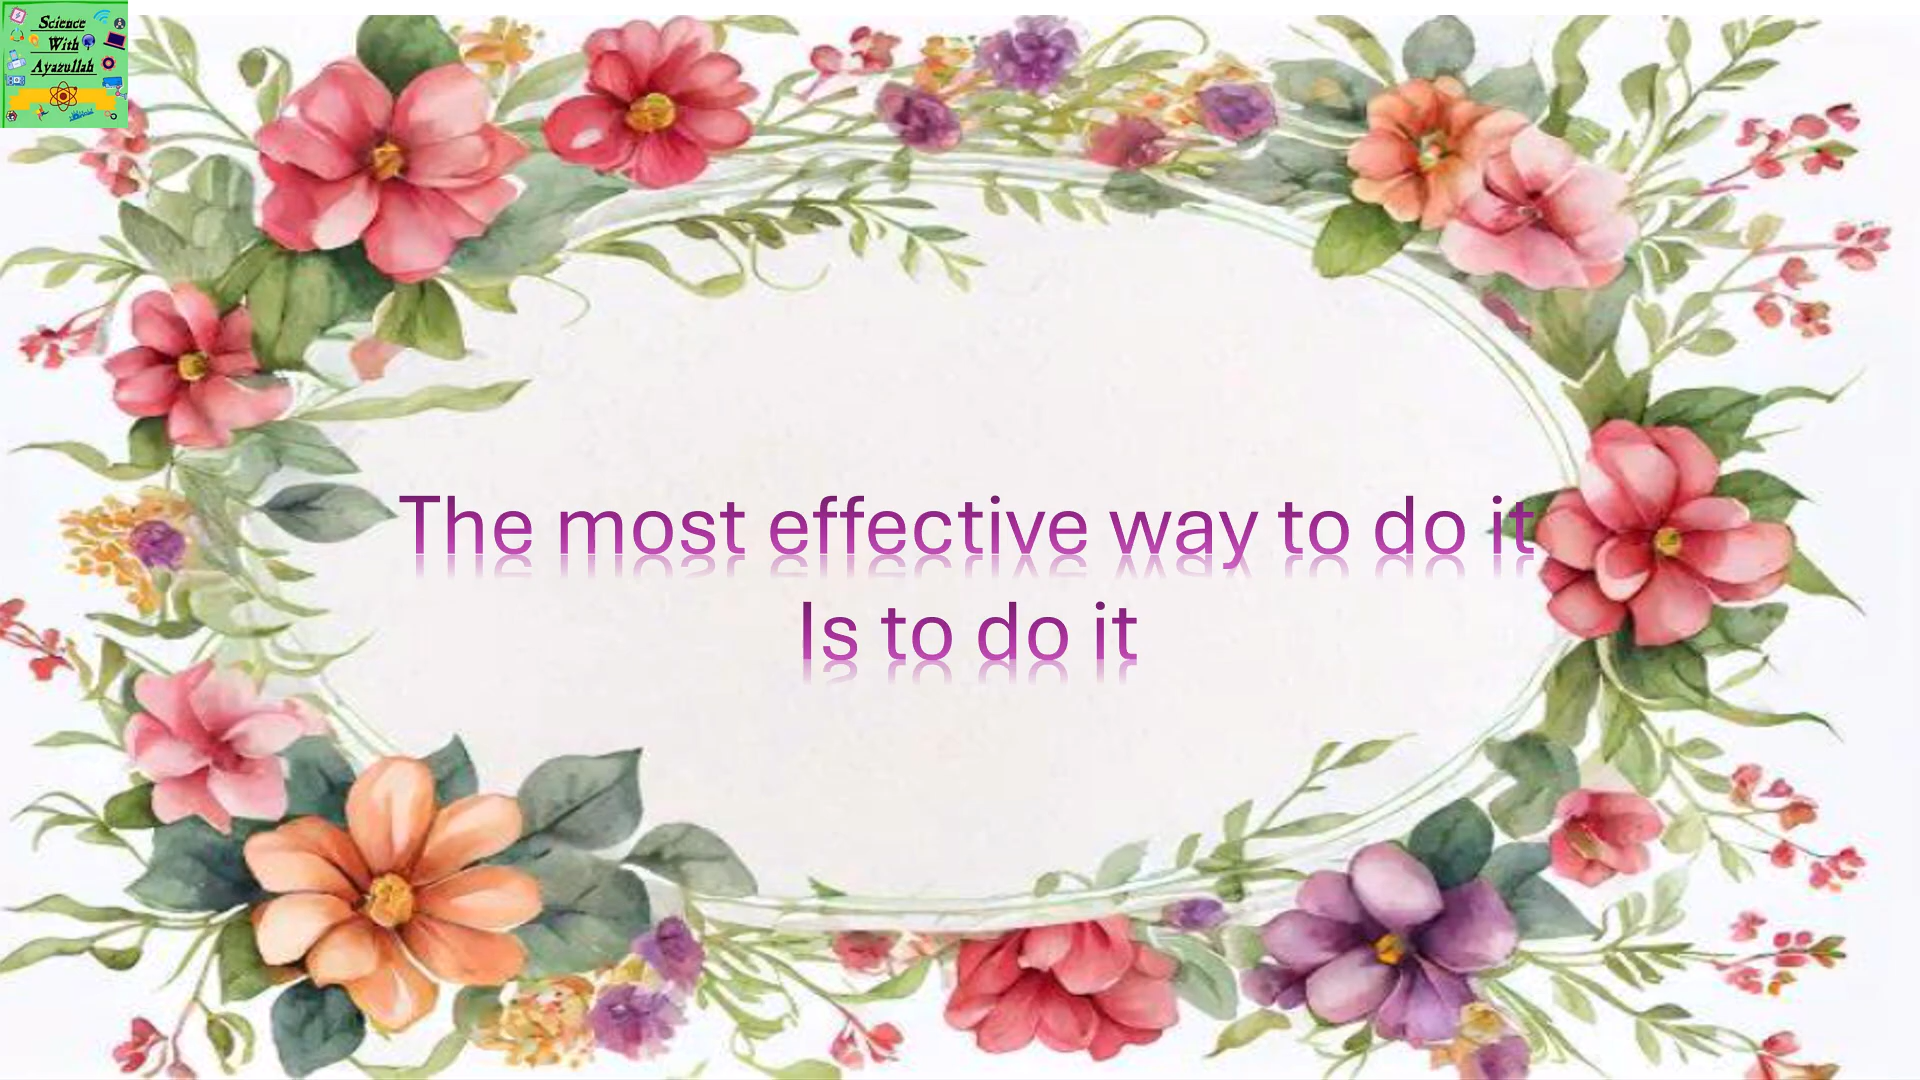 Science
With
Ayazullah
The most effective way to do it
Is to do it